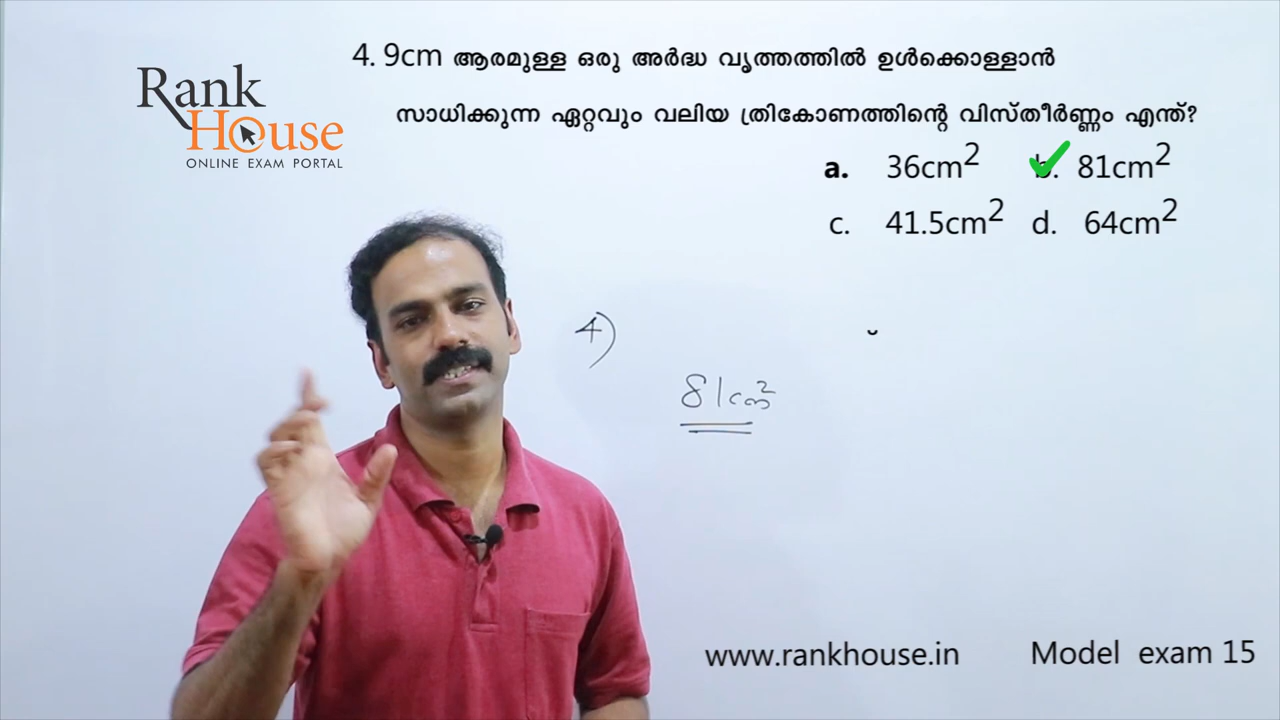 4. 9cm ആരമുള്ള ഒരു അർദ്ധ വൃത്തത്തിൽ ഉൾക്കൊള്ളാൻ
സാധിക്കുന്ന ഏറ്റവും വലിയ ത്രികോണത്തിന്റെ വിസ്തീർണ്ണം എന്ത്?
Rank
House
ONLINE EXAM PORTAL
a. 36cm² b. 81cm²
c. 41.5cm² d. 64cm²
4)
81cm²
www.rankhouse.in Model exam 15